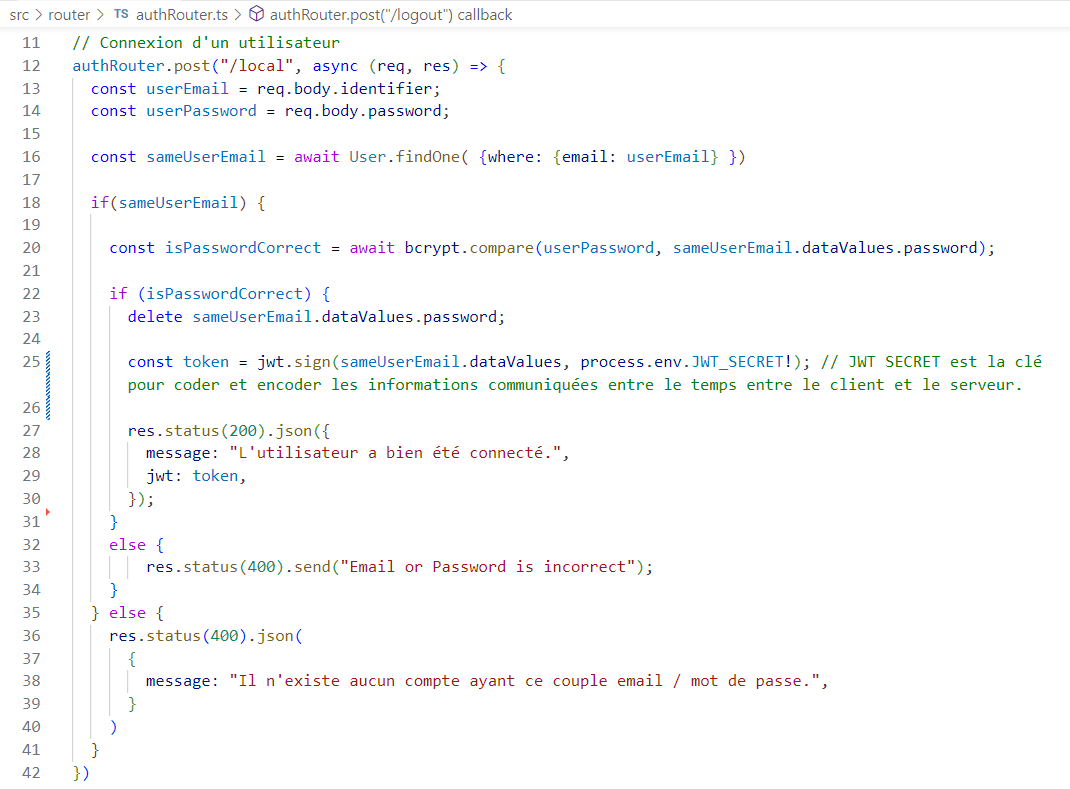 src > router > TS authRouter.ts > authRouter.post("/logout") callback
11 // Connexion d'un utilisateur
12 authRouter.post("/local", async (req, res) => {
13 const userEmail = req.body.identifier;
14 const userPassword = req.body.password;
15
16 const sameUserEmail = await User.findOne( {where: {email: userEmail} })
17
18 if(sameUserEmail) {
19
20 const isPasswordCorrect = await bcrypt.compare(userPassword, sameUserEmail.dataValues.password);
21
22 if (isPasswordCorrect) {
23 delete sameUserEmail.dataValues.password;
24
25 const token = jwt.sign(sameUserEmail.dataValues, process.env.JWT_SECRET!); // JWT SECRET est la clé
pour coder et encoder les informations communiquées entre le temps entre le client et le serveur.
26
27 res.status(200).json({
28 message: "L'utilisateur a bien été connecté.",
29 jwt: token,
30 });
31 }
32 else {
33 res.status(400).send("Email or Password is incorrect");
34 }
35 } else {
36 res.status(400).json(
37 {
38 message: "Il n'existe aucun compte ayant ce couple email / mot de passe.",
39 }
40 )
41 }
42 })